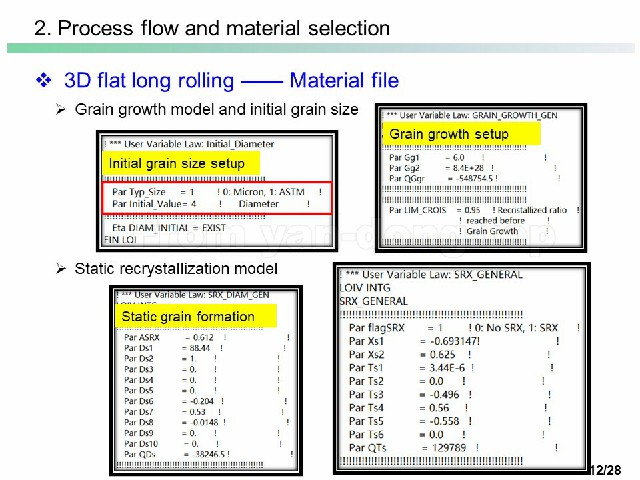 2. Process flow and material selection
❖ 3D flat long rolling —— Material file
➢ Grain growth model and initial grain size
! *** User Variable Law: Initial_Diameter
Initial grain size setup
!!!!!!!!!!!!!!!!!!!!!!!!!!!!!!!!!!!!!!!!!!!!!!!!
Par Typ_Size = 1 ! 0: Micron, 1: ASTM !
Par Initial_Value= 4 ! Diameter !
!!!!!!!!!!!!!!!!!!!!!!!!!!!!!!!!!!!!!!!!!!!!!!!!
Eta DIAM_INITIAL = EXIST
FIN LOI
*** User Variable Law: GRAIN_GROWTH_GEN
Grain growth setup
!!!!!!!!!!!!!!!!!!!!!!!!!!!!!!!!!!!!!!!!!!!!!!!!
Par Gg1 = 6.0 ! !
Par Gg2 = 8.4E+28 ! !
Par QGgr = -548754.5 ! !
!!!!!!!!!!!!!!!!!!!!!!!!!!!!!!!!!!!!!!!!!!!!!!!!
Par LIM_CROIS = 0.95 ! Recristallized ratio !
! reached before !
! Grain Growth !
!!!!!!!!!!!!!!!!!!!!!!!!!!!!!!!!!!!!!!!!!!!!!!!!
➢ Static recrystallization model
! *** User Variable Law: SRX_DIAM_GEN
LOIV INTG
Static grain formation
!!!!!!!!!!!!!!!!!!!!!!!!!!!!!!!!!!!!!!!!!!!!!!!!
Par ASRX = 0.612 ! !
Par Ds1 = 88.44 ! !
Par Ds2 = 1. ! !
Par Ds3 = 0. ! !
Par Ds4 = 0. ! !
Par Ds5 = 0. ! !
Par Ds6 = -0.204 ! !
Par Ds7 = 0.53 ! !
Par Ds8 = -0.0148 ! !
Par Ds9 = 0. ! !
Par Ds10 = 0. ! !
Par QDs = -38246.5 ! !
!!!!!!!!!!!!!!!!!!!!!!!!!!!!!!!!!!!!!!!!!!!!!!!!
! *** User Variable Law: SRX_GENERAL
LOIV INTG
SRX GENERAL
!!!!!!!!!!!!!!!!!!!!!!!!!!!!!!!!!!!!!!!!!!!!!!!!
Par flagSRX = 1 ! 0: No SRX, 1: SRX !
Par Xs1 = -0.693147! !
Par Xs2 = 0.625 ! !
Par Ts1 = 3.44E-6 ! !
Par Ts2 = 0.0 ! !
Par Ts3 = -0.496 ! !
Par Ts4 = 0.56 ! !
Par Ts5 = -0.558 ! !
Par Ts6 = 0.0 ! !
Par QTs = 129789 ! !
!!!!!!!!!!!!!!!!!!!!!!!!!!!!!!!!!!!!!!!!!!!!!!!!
12/28